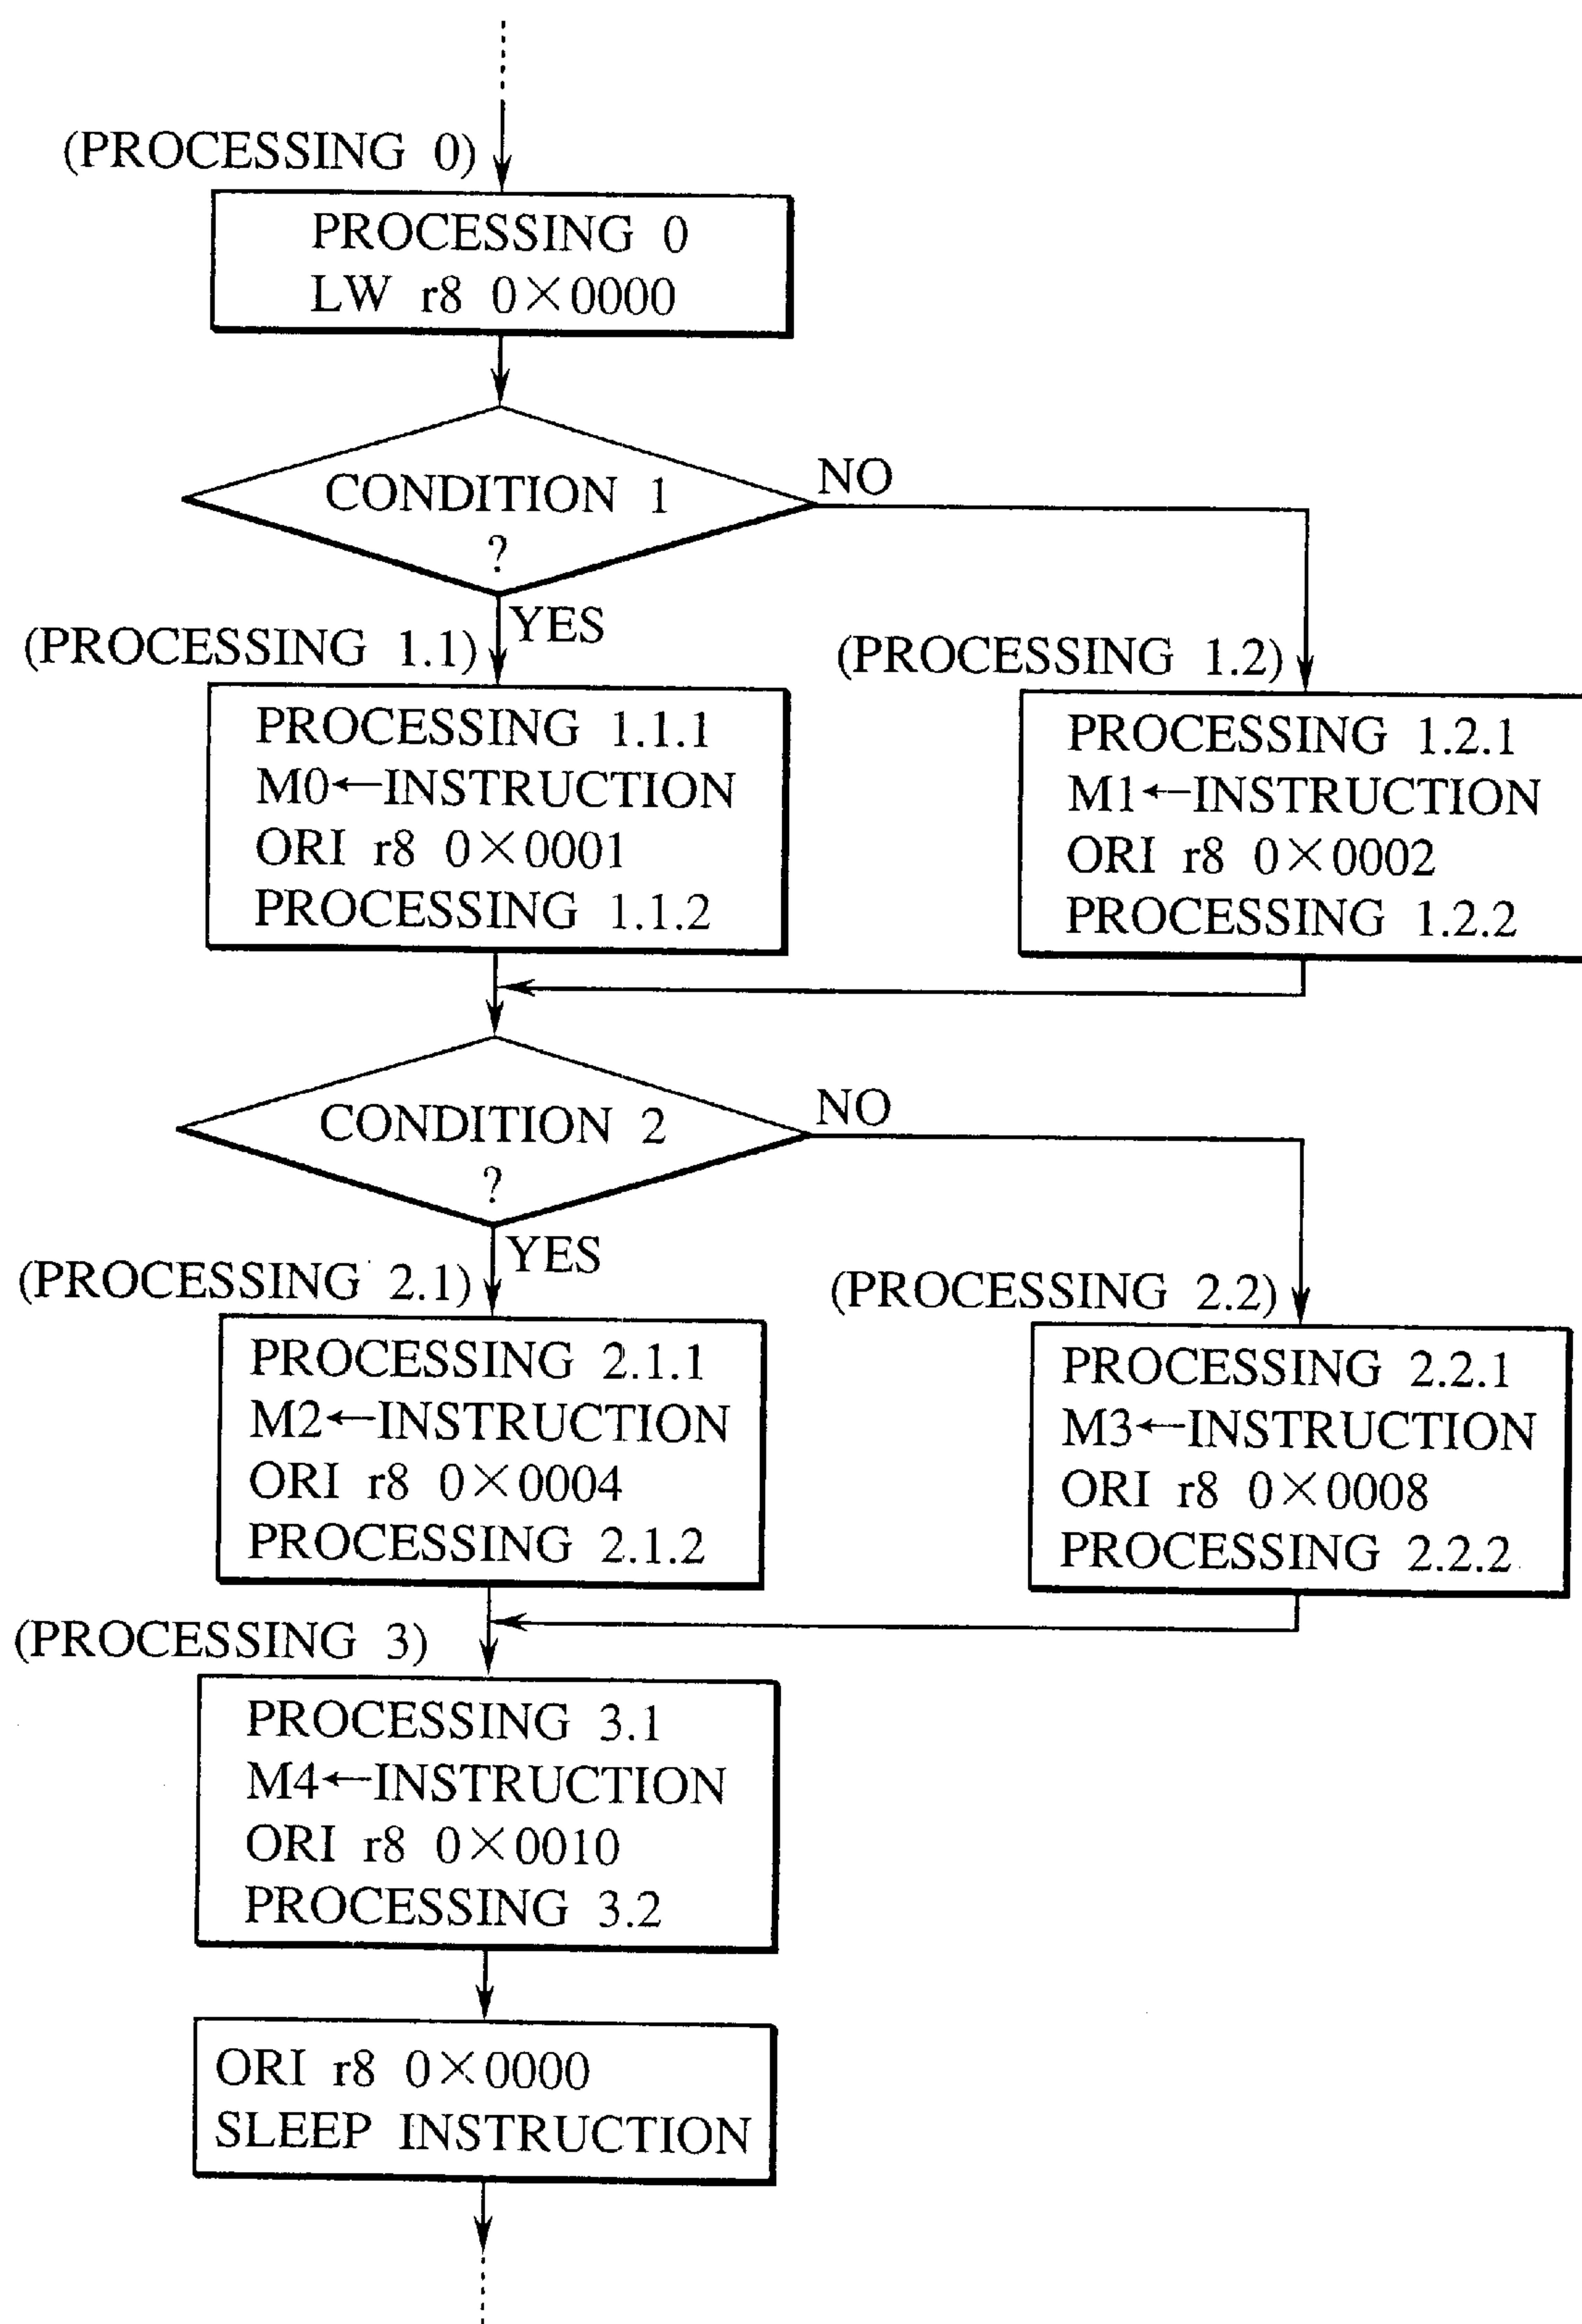 (PROCESSING 0)
PROCESSING 0
LW r8 0×0000
CONDITION 1
?
NO
YES
(PROCESSING 1.1)
PROCESSING 1.1.1
M0←INSTRUCTION
ORI r8 0×0001
PROCESSING 1.1.2
(PROCESSING 1.2)
PROCESSING 1.2.1
M1←INSTRUCTION
ORI r8 0×0002
PROCESSING 1.2.2
CONDITION 2
?
NO
YES
(PROCESSING 2.1)
PROCESSING 2.1.1
M2←INSTRUCTION
ORI r8 0×0004
PROCESSING 2.1.2
(PROCESSING 2.2)
PROCESSING 2.2.1
M3←INSTRUCTION
ORI r8 0×0008
PROCESSING 2.2.2
(PROCESSING 3)
PROCESSING 3.1
M4←INSTRUCTION
ORI r8 0×0010
PROCESSING 3.2
ORI r8 0×0000
SLEEP INSTRUCTION